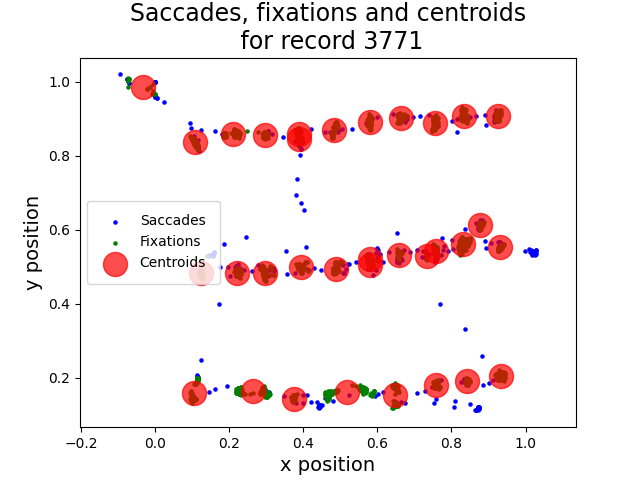 Saccades, fixations and centroids
for record 3771
1.0
0.8
0.6
0.4
0.2
y position
Saccades
Fixations
Centroids
−0.2
0.0
0.2
0.4
0.6
0.8
1.0
x position